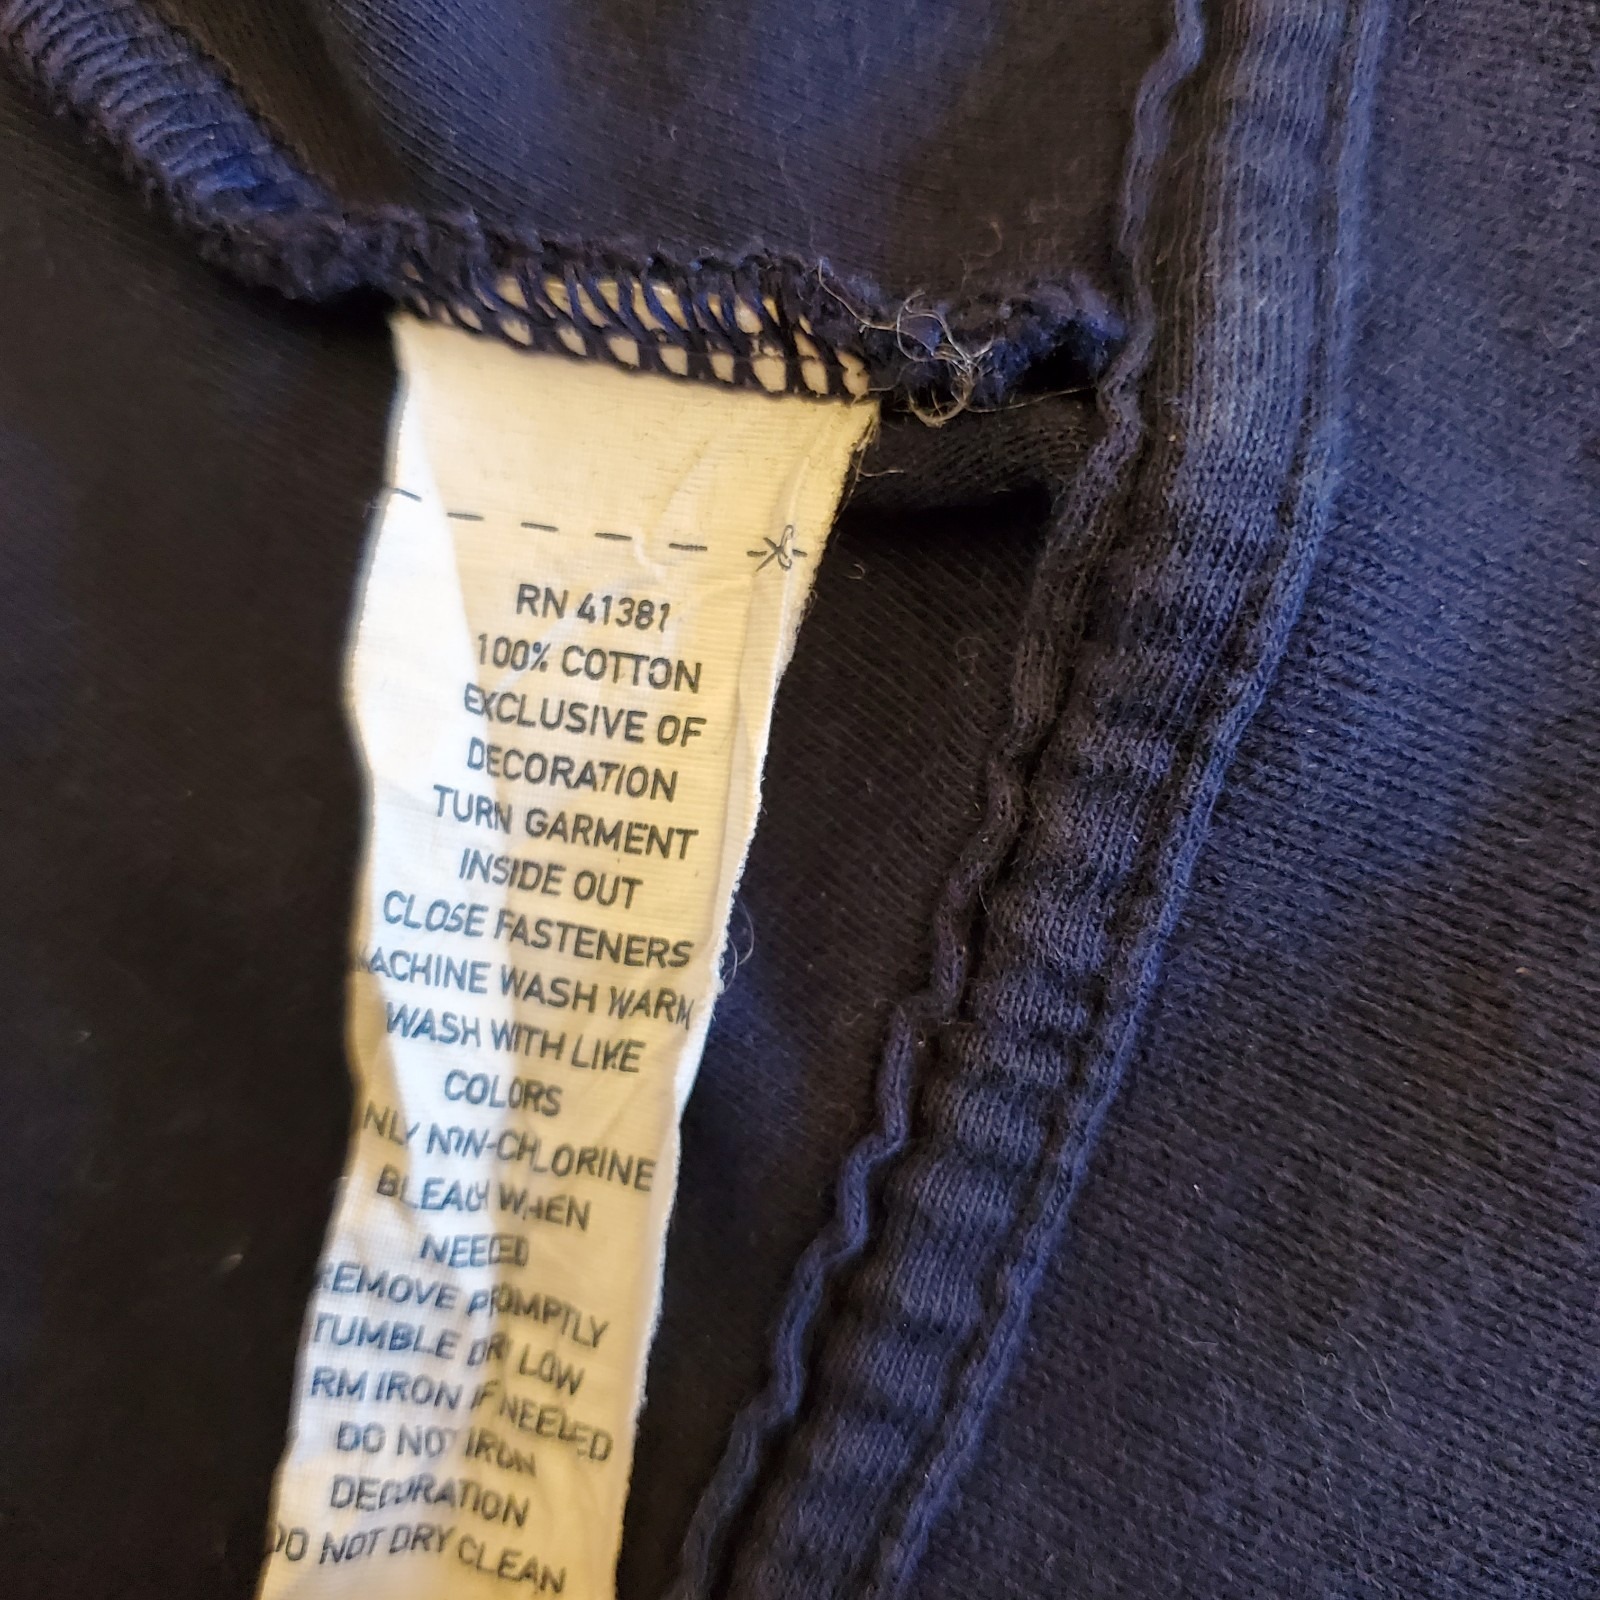 RN 41381
100% COTTON
EXCLUSIVE OF
DECORATION
TURN GARMENT
INSIDE OUT
CLOSE FASTENERS
MACHINE WASH WARM
WASH WITH LIKE
COLORS
NLY NON-CHLORINE
BLEACH WHEN
NEEDED
REMOVE PROMPTLY
TUMBLE DRY LOW
RM IRON IF NEEDED
DO NOT IRON
DECORATION
DO NOT DRY CLEAN